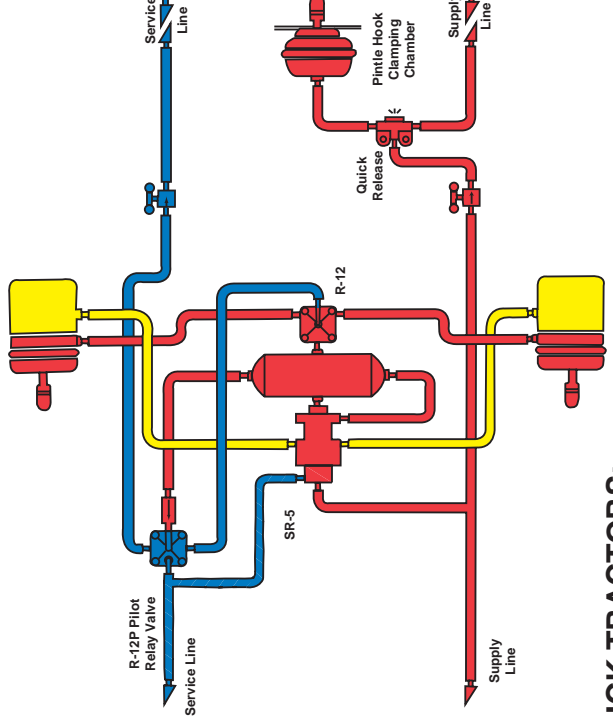 Service
Line
Supply
Line
Pintle Hook
Clamping
Chamber
Quick
Release
R-12
SR-5
R-12P Pilot
Relay Valve
Service Line
Supply
Line
TRACTORS